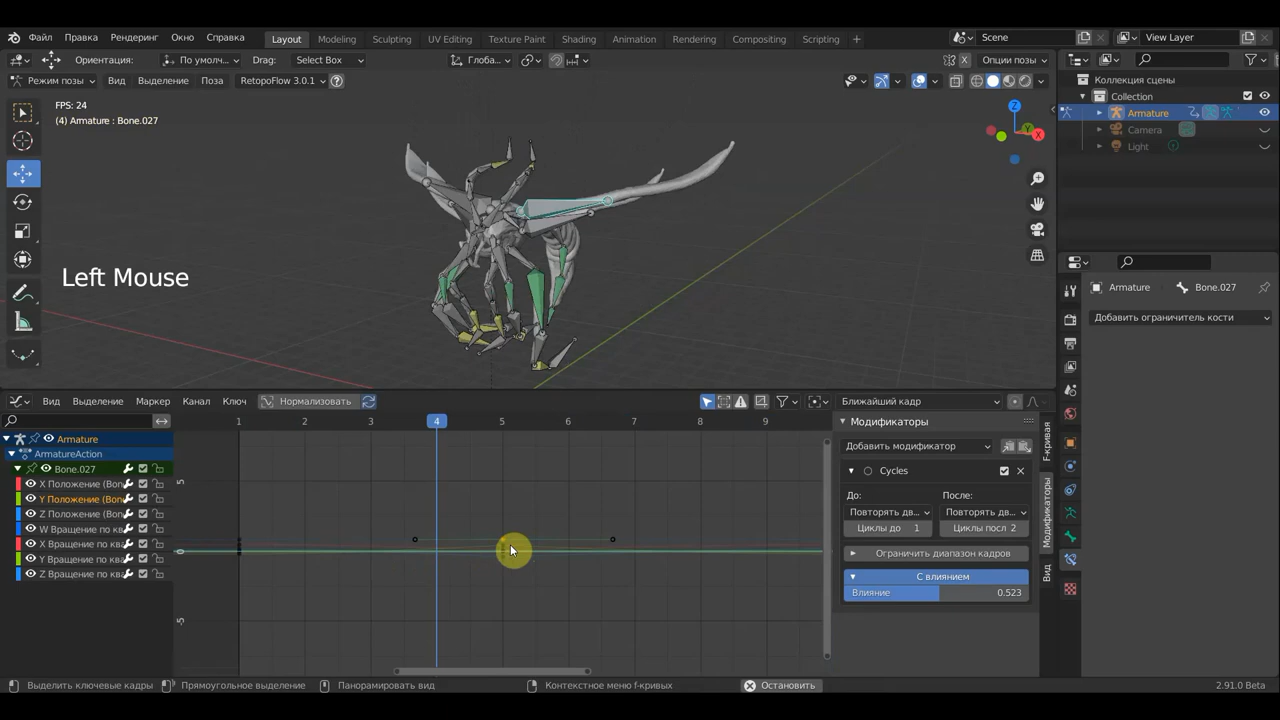 Файл Правка Рендеринг Окно Справка Layout Modeling Sculpting UV Editing Texture Paint Shading Animation Rendering Compositing Scripting + Scene View Layer
Ориентация: По умолч... Drag: Select Box Глоба... Опции позы
Режим позы Вид Выделение Поза RetopoFlow 3.0.1 ?
Коллекция сцены
Collection
Armature
Camera
Light
FPS: 24
(4) Armature : Bone.027
X
Y
Z
Left Mouse
Armature Bone.027
Добавить ограничитель кости
Вид Выделение Маркер Канал Ключ Нормализовать Ближайший кадр
1 2 3 4 5 6 7 8 9
5
0
-5
Armature
ArmatureAction
Bone.027
X Положение (Bon
Y Положение (Bon
Z Положение (Bon
W Вращение по ка
X Вращение по ква
Y Вращение по ква
Z Вращение по ква
Модификаторы
Добавить модификатор
Cycles
До: После:
Повторять дв... Повторять дв...
Циклы до 1 Циклы посл 2
Ограничить диапазон кадров
С влиянием
Влияние 0.523
F-кривая
Модификаторы
Вид
Выделить ключевые кадры Прямоугольное выделение Панорамировать вид Контекстное меню f-кривых Остановить 2.91.0 Beta